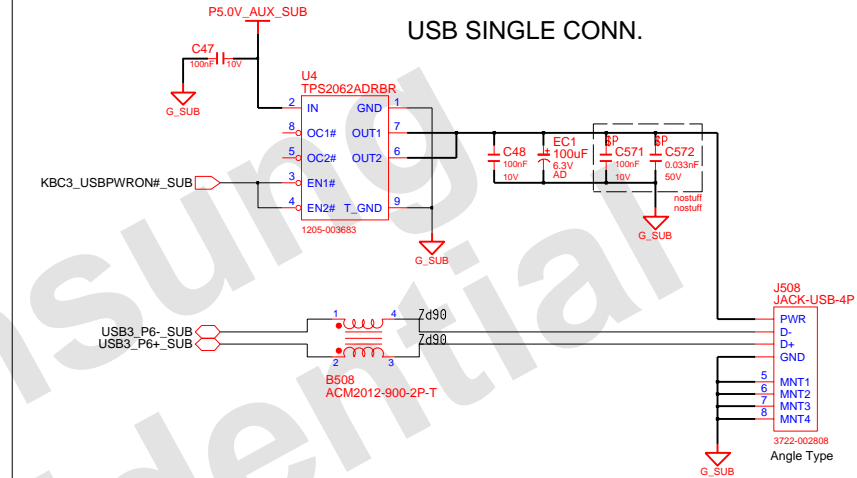 P5.0V_AUX_SUB
USB SINGLE CONN.
C47
100nF 10V
G_SUB
U4
TPS2062ADRBR
2 IN GND 1
8 OC1# OUT1 7
5 OC2# OUT2 6
3 EN1#
4 EN2# T_GND 9
1205-003683
KBC3_USBPWRON#_SUB
G_SUB
C48
100nF
10V
EC1
100uF
6.3V
AD
C571
100nF
10V
C572
0.033nF
50V
nostuff
nostuff
G_SUB
J508
JACK-USB-4P
PWR
D-
D+
GND
5 MNT1
6 MNT2
7 MNT3
8 MNT4
3722-002808
Angle Type
G_SUB
USB3_P6-_SUB
USB3_P6+_SUB
1 4 7d90
2 3 7d90
B508
ACM2012-900-2P-T
nsung
idential